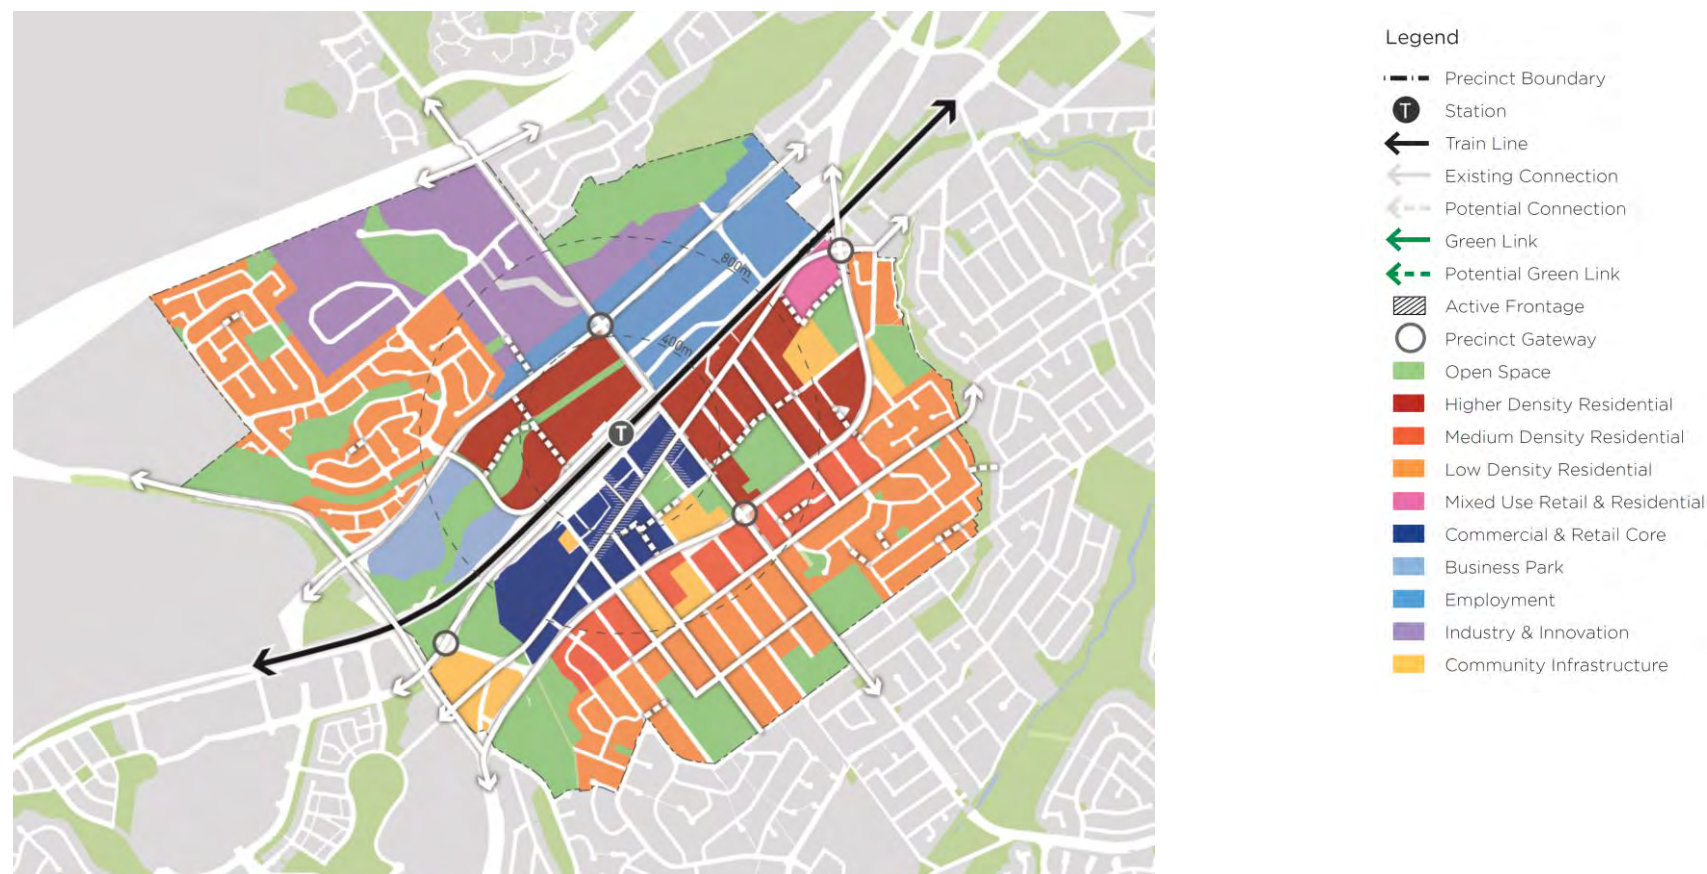 800m
400m
T
Legend
Precinct Boundary
T Station
Train Line
Existing Connection
Potential Connection
Green Link
Potential Green Link
Active Frontage
Precinct Gateway
Open Space
Higher Density Residential
Medium Density Residential
Low Density Residential
Mixed Use Retail & Residential
Commercial & Retail Core
Business Park
Employment
Industry & Innovation
Community Infrastructure